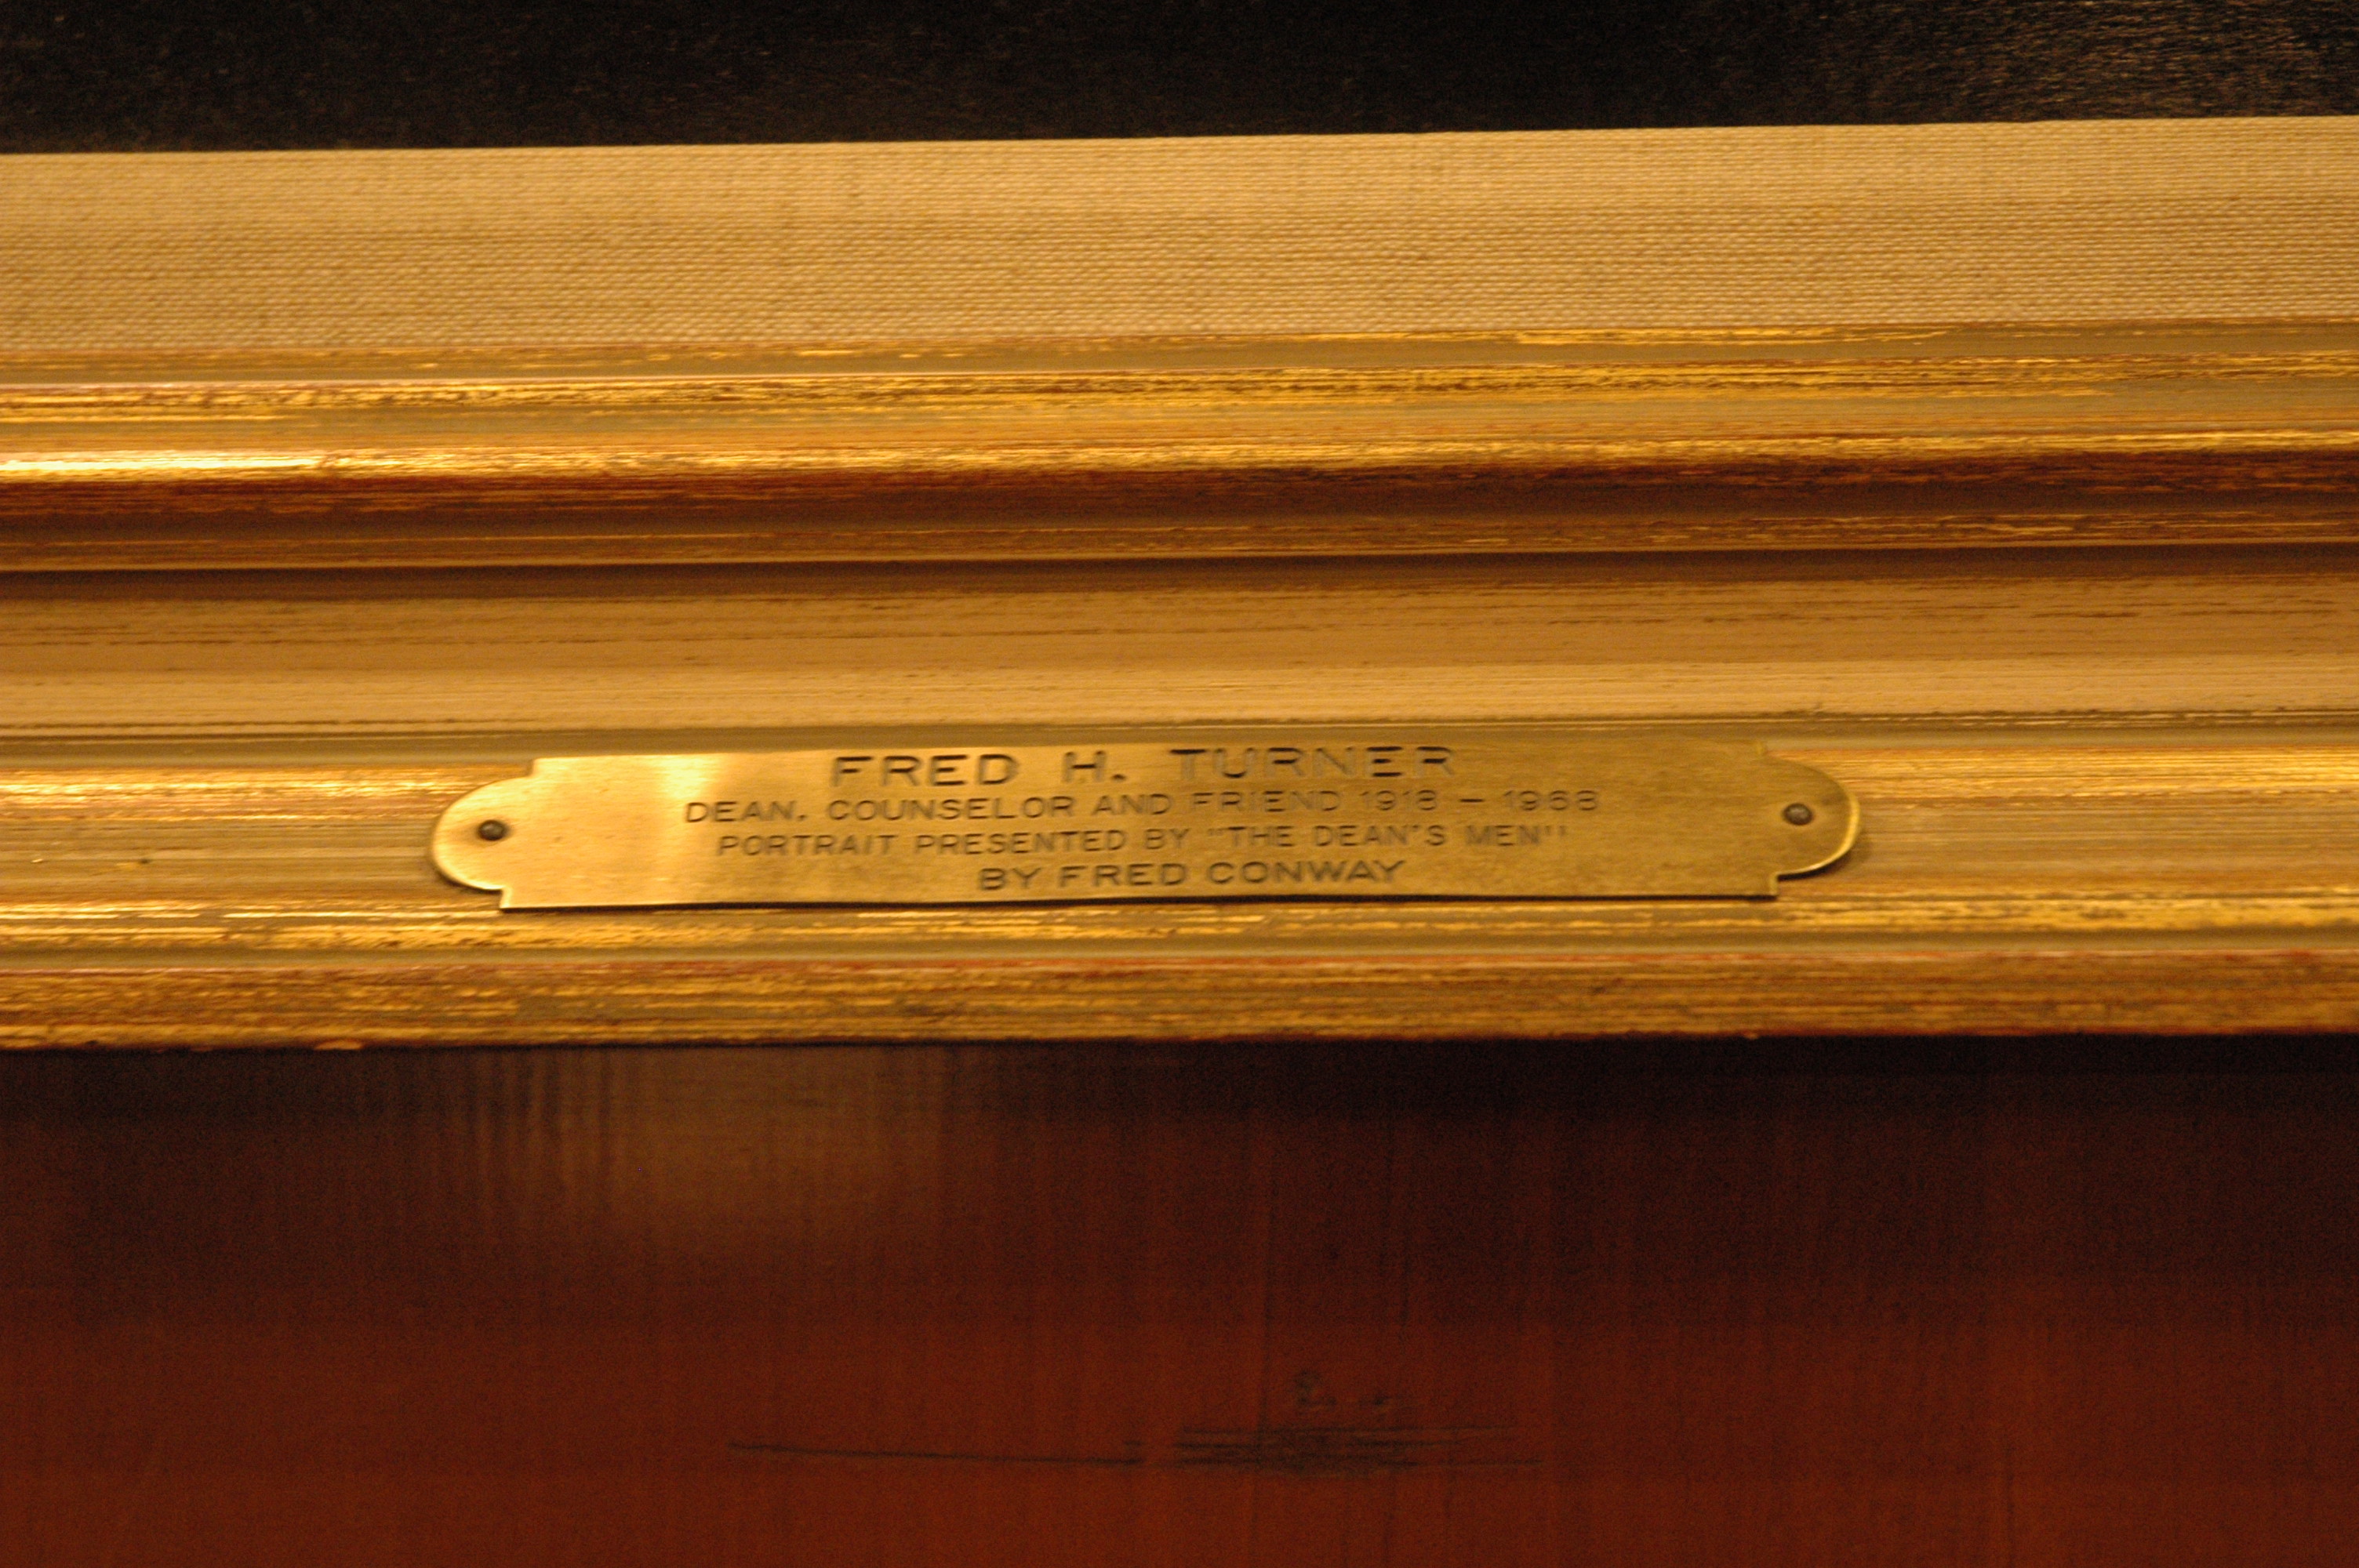 FRED H. TURNER
DEAN, COUNSELOR AND FRIEND 1918 – 1968
PORTRAIT PRESENTED BY "THE DEAN'S MEN"
BY FRED CONWAY